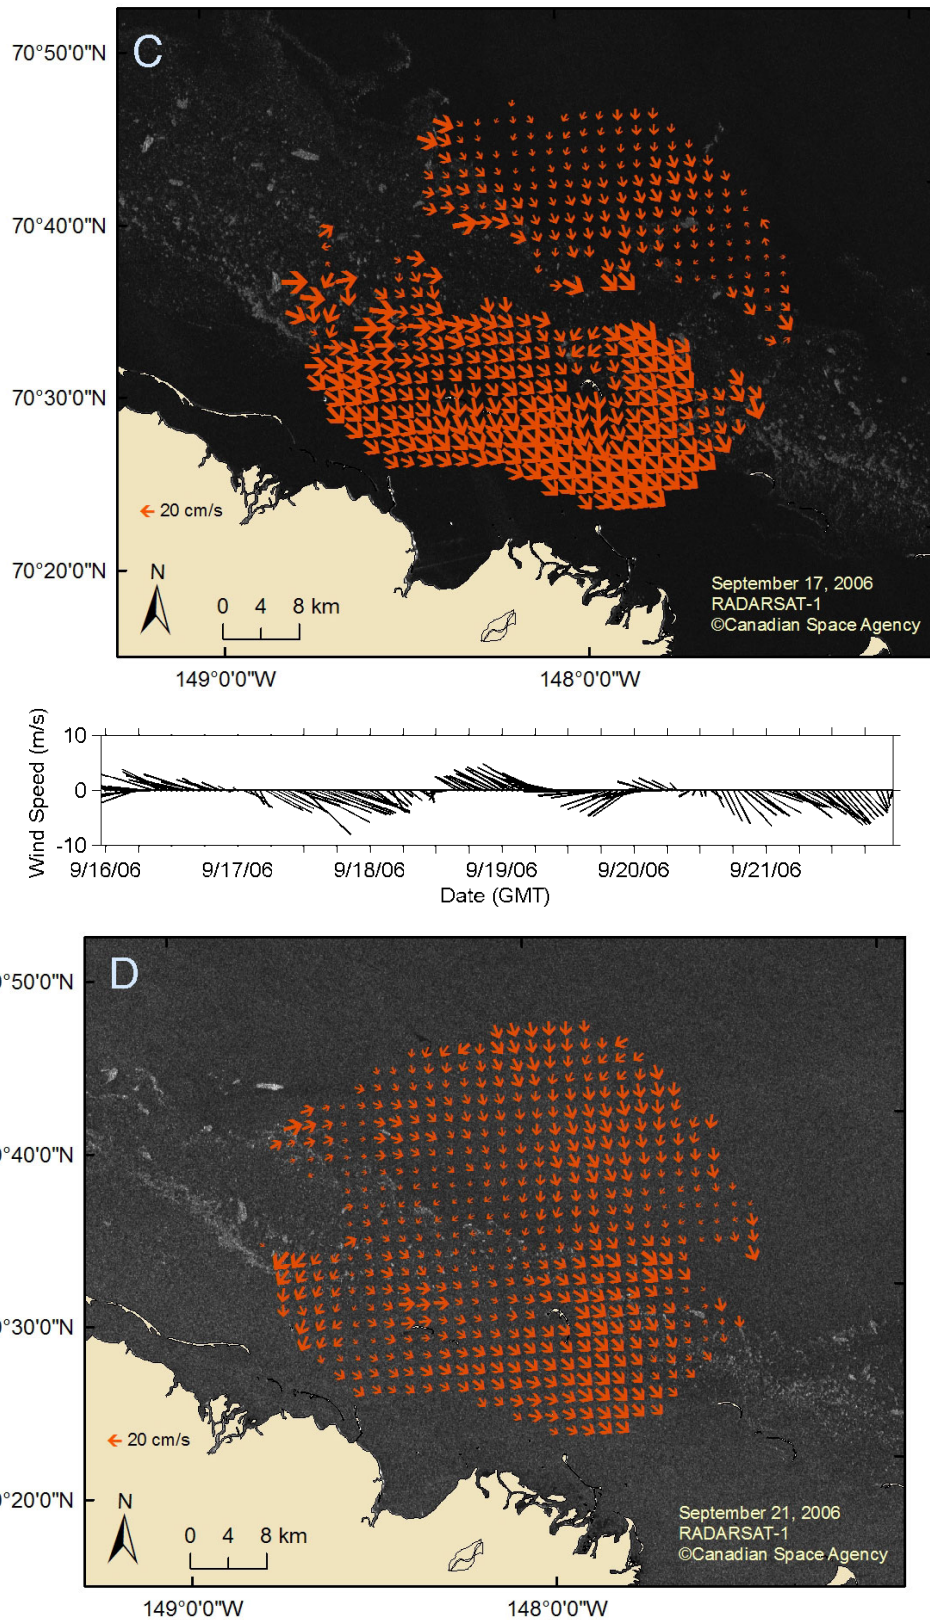 C
70°50'0"N
70°40'0"N
70°30'0"N
70°20'0"N
20 cm/s
N
0 4 8 km
September 17, 2006
RADARSAT-1
©Canadian Space Agency
149°0'0"W 148°0'0"W
Wind Speed (m/s)
10
0
-10
9/16/06 9/17/06 9/18/06 9/19/06 9/20/06 9/21/06
Date (GMT)
D
0°50'0"N
0°40'0"N
0°30'0"N
0°20'0"N
20 cm/s
N
0 4 8 km
September 21, 2006
RADARSAT-1
©Canadian Space Agency
149°0'0"W 148°0'0"W